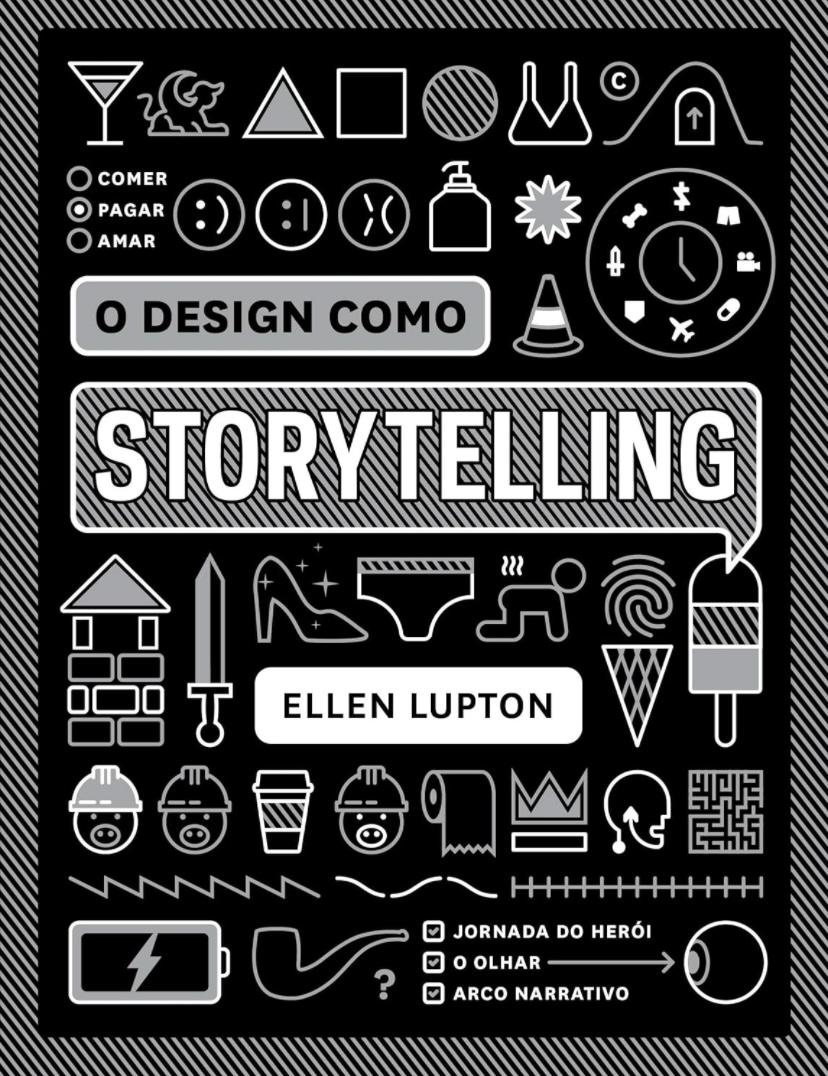 C
COMER
PAGAR
AMAR
O DESIGN COMO
STORYTELLING
ELLEN LUPTON
?
JORNADA DO HERÓI
O OLHAR
ARCO NARRATIVO